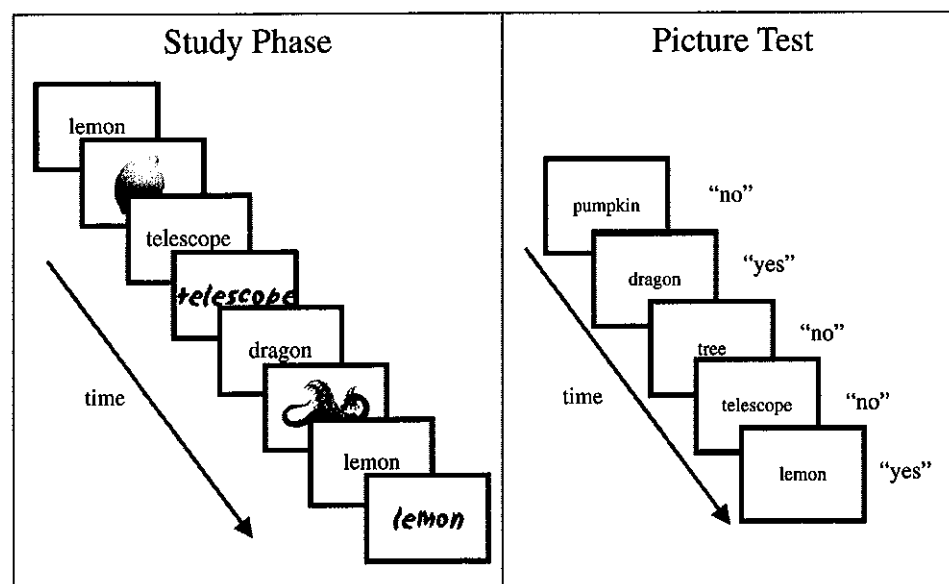 Study Phase
lemon
telescope
telescope
dragon
lemon
lemon
time
Picture Test
pumpkin
"no"
dragon
"yes"
tree
"no"
telescope
"no"
lemon
"yes"
time